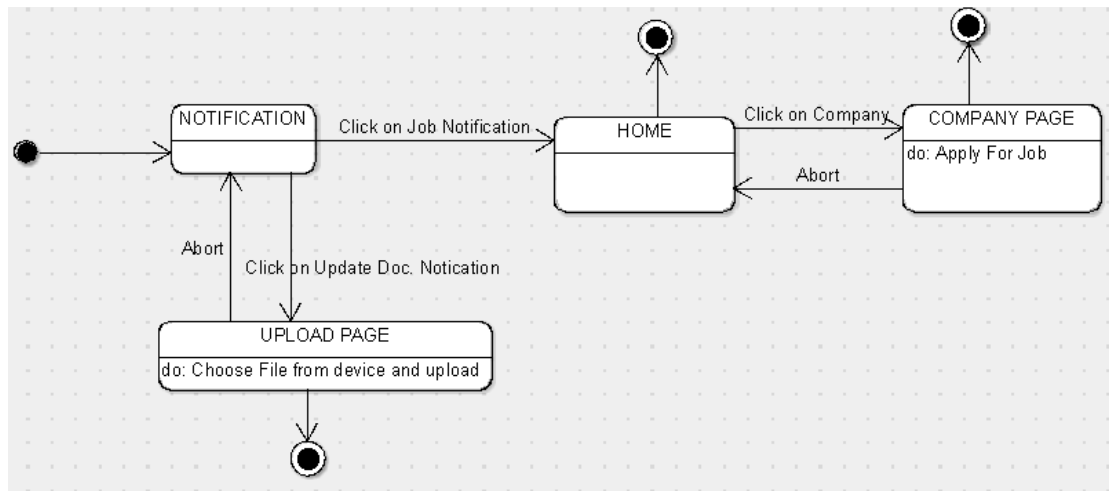 NOTIFICATION
Click on Job Notification
HOME
Click on Company
COMPANY PAGE
do: Apply For Job
Abort
Abort
Click on Update Doc. Notication
UPLOAD PAGE
do: Choose File from device and upload